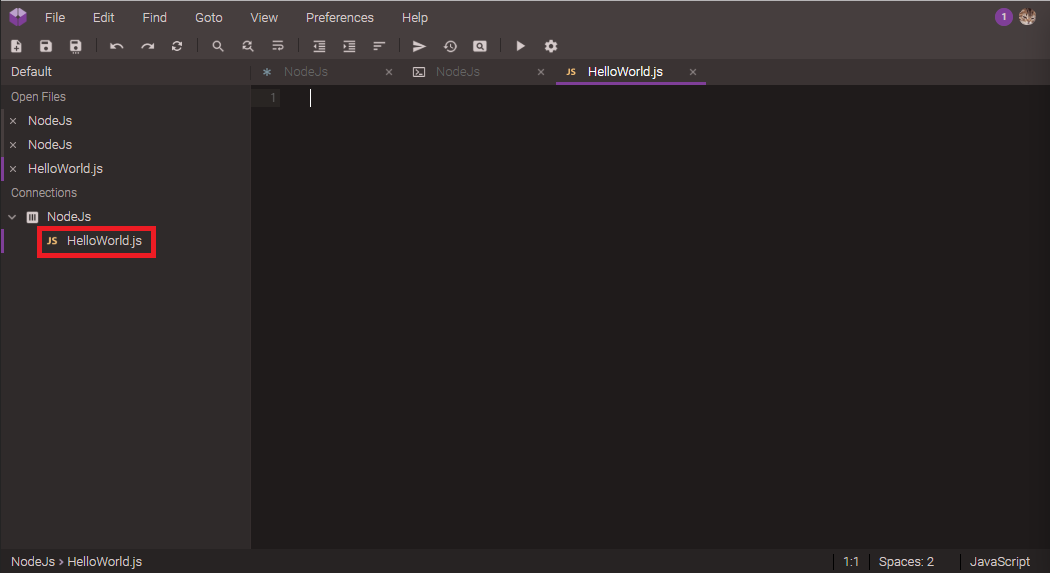 File Edit Find Goto View Preferences Help 1
Default
* NodeJs × NodeJs × JS HelloWorld.js ×
Open Files
1
× NodeJs
× NodeJs
× HelloWorld.js
Connections
NodeJs
JS HelloWorld.js
NodeJs > HelloWorld.js 1:1 Spaces: 2 JavaScript